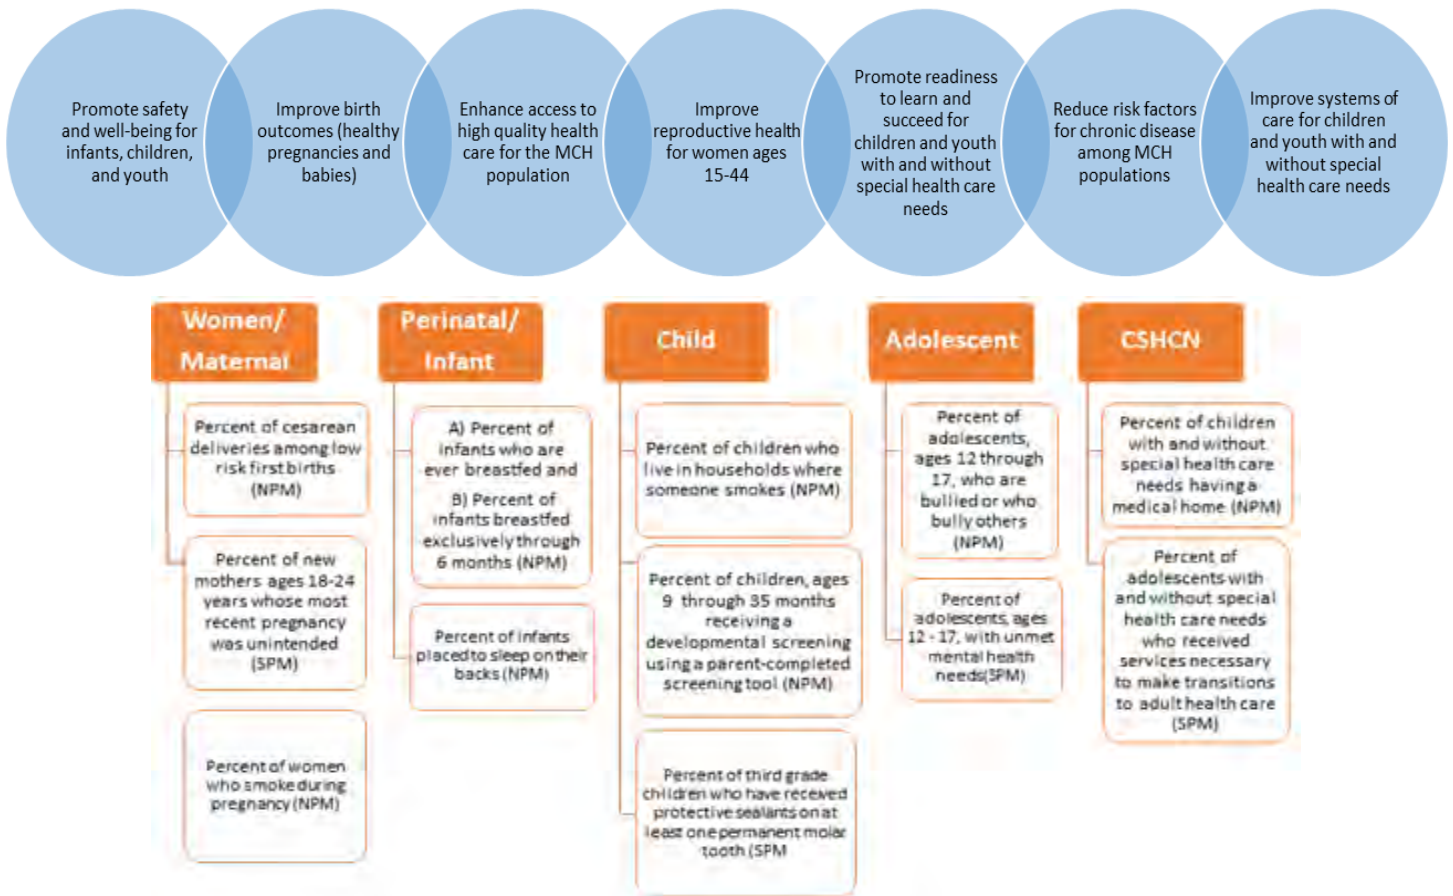 Promote safety
and well-being for
infants, children,
and youth
Improve birth
outcomes (healthy
pregnancies and
babies)
Enhance access to
high quality health
care for the MCH
population
Improve
reproductive health
for women ages
15-44
Promote readiness
to learn and
succeed for
children and youth
with and without
special health care
needs
Reduce risk factors
for chronic disease
among MCH
populations
Improve systems of
care for children
and youth with and
without special
health care needs
Women/
Maternal
Percent of cesarean
deliveries among low
risk first births
(NPM)
Percent of new
mothers ages 18-24
years whose most
recent pregnancy
was unintended
(SPM)
Percent of women
who smoke during
pregnancy (NPM)
Perinatal/
Infant
A) Percent of
infants who are
ever breastfed and
B) Percent of
infants breastfed
exclusively through
6 months (NPM)
Percent of infants
placed to sleep on their
backs (NPM)
Child
Percent of children who
live in households where
someone smokes (NPM)
Percent of children, ages
9 through 35 months
receiving a
developmental screening
using a parent-completed
screening tool (NPM)
Percent of third grade
children who have received
protective sealants on at
least one permanent molar
tooth (SPM
Adolescent
Percent of
adolescents,
ages 12 through
17, who are
bullied or who
bully others
(NPM)
Percent of
adolescents, ages
12 - 17, with unmet
mental health
needs(SPM)
CSHCN
Percent of children
with and without
special health care
needs having a
medical home (NPM)
Percent of
adolescents with
and without special
health care needs
who received
services necessary
to make transitions
to adult health care
(SPM)